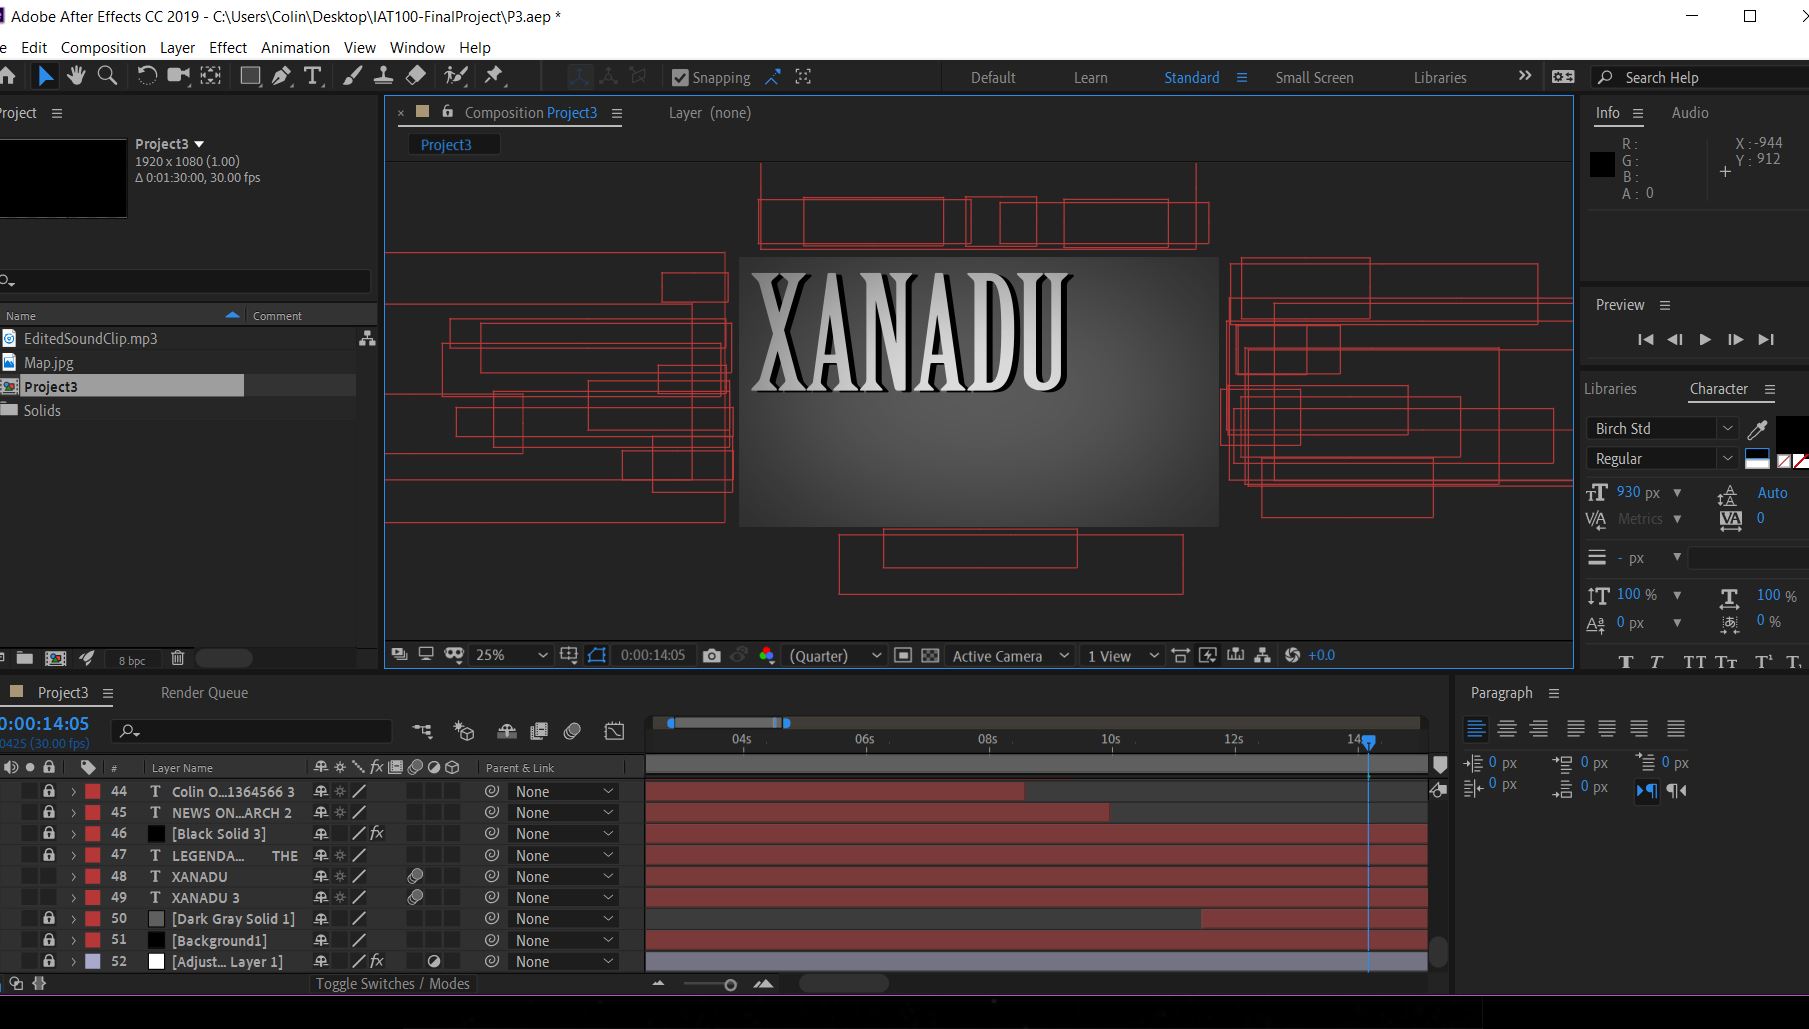 Adobe After Effects CC 2019 - C:\Users\Colin\Desktop\IAT100-FinalProject\P3.aep *
e Edit Composition Layer Effect Animation View Window Help
Snapping Default Learn Standard Small Screen Libraries Search Help
roject
Project3
1920 x 1080 (1.00)
Δ 0:01:30:00, 30.00 fps
Name Comment
EditedSoundClip.mp3
Map.jpg
Project3
Solids
8 bpc
Composition Project3 Layer (none)
Project3
XANADU
25% 0:00:14:05 (Quarter) Active Camera 1 View +0.0
Info Audio
R :
G :
B :
A : 0
X : -944
Y : 912
Preview
Libraries Character
Birch Std
Regular
930 px Auto
Metrics 0
- px
100 % 100 %
0 px 0 %
Project3 Render Queue
0:00:14:05
0425 (30.00 fps)
04s 06s 08s 10s 12s 14
# Layer Name Parent & Link
44 T Colin O...1364566 3 None
45 T NEWS ON...ARCH 2 None
46 [Black Solid 3] fx None
47 T LEGENDA... THE None
48 T XANADU None
49 T XANADU 3 None
50 [Dark Gray Solid 1] None
51 [Background1] None
52 [Adjust... Layer 1] fx None
Toggle Switches / Modes
Paragraph
0 px 0 px 0 px
0 px 0 px